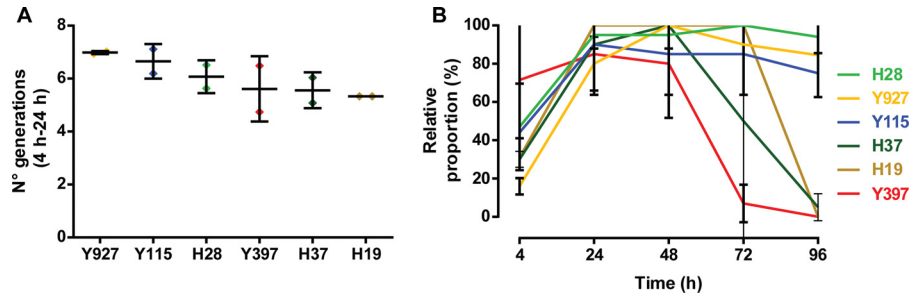 A
N° generations
(4 h-24 h)
8
6
4
2
0
Y927 Y115 H28 Y397 H37 H19
B
Relative
proportion (%)
100
80
60
40
20
0
4 24 48 72 96
Time (h)
H28
Y927
Y115
H37
H19
Y397